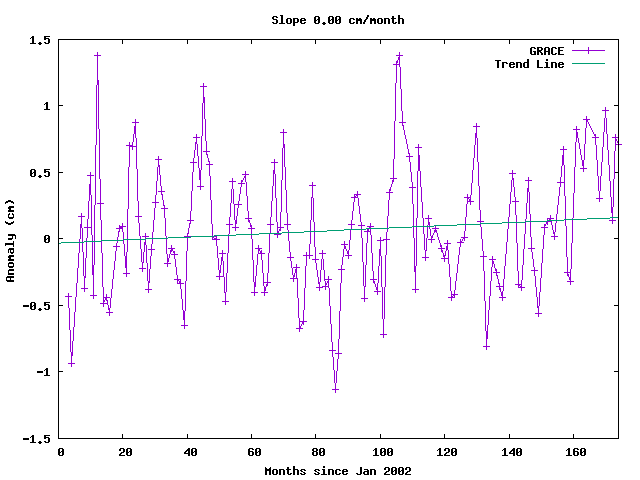 Slope 0.00 cm/month
GRACE
Trend Line
1.5
1
0.5
0
-0.5
-1
-1.5
Anomaly (cm)
0 20 40 60 80 100 120 140 160
Months since Jan 2002